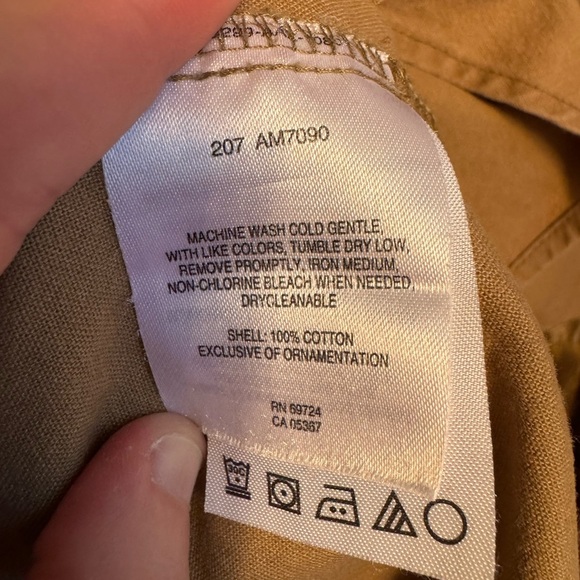 207 AM7090
MACHINE WASH COLD GENTLE,
WITH LIKE COLORS, TUMBLE DRY LOW,
REMOVE PROMPTLY, IRON MEDIUM,
NON-CHLORINE BLEACH WHEN NEEDED,
DRYCLEANABLE
SHELL: 100% COTTON
EXCLUSIVE OF ORNAMENTATION
RN 69724
CA 05367